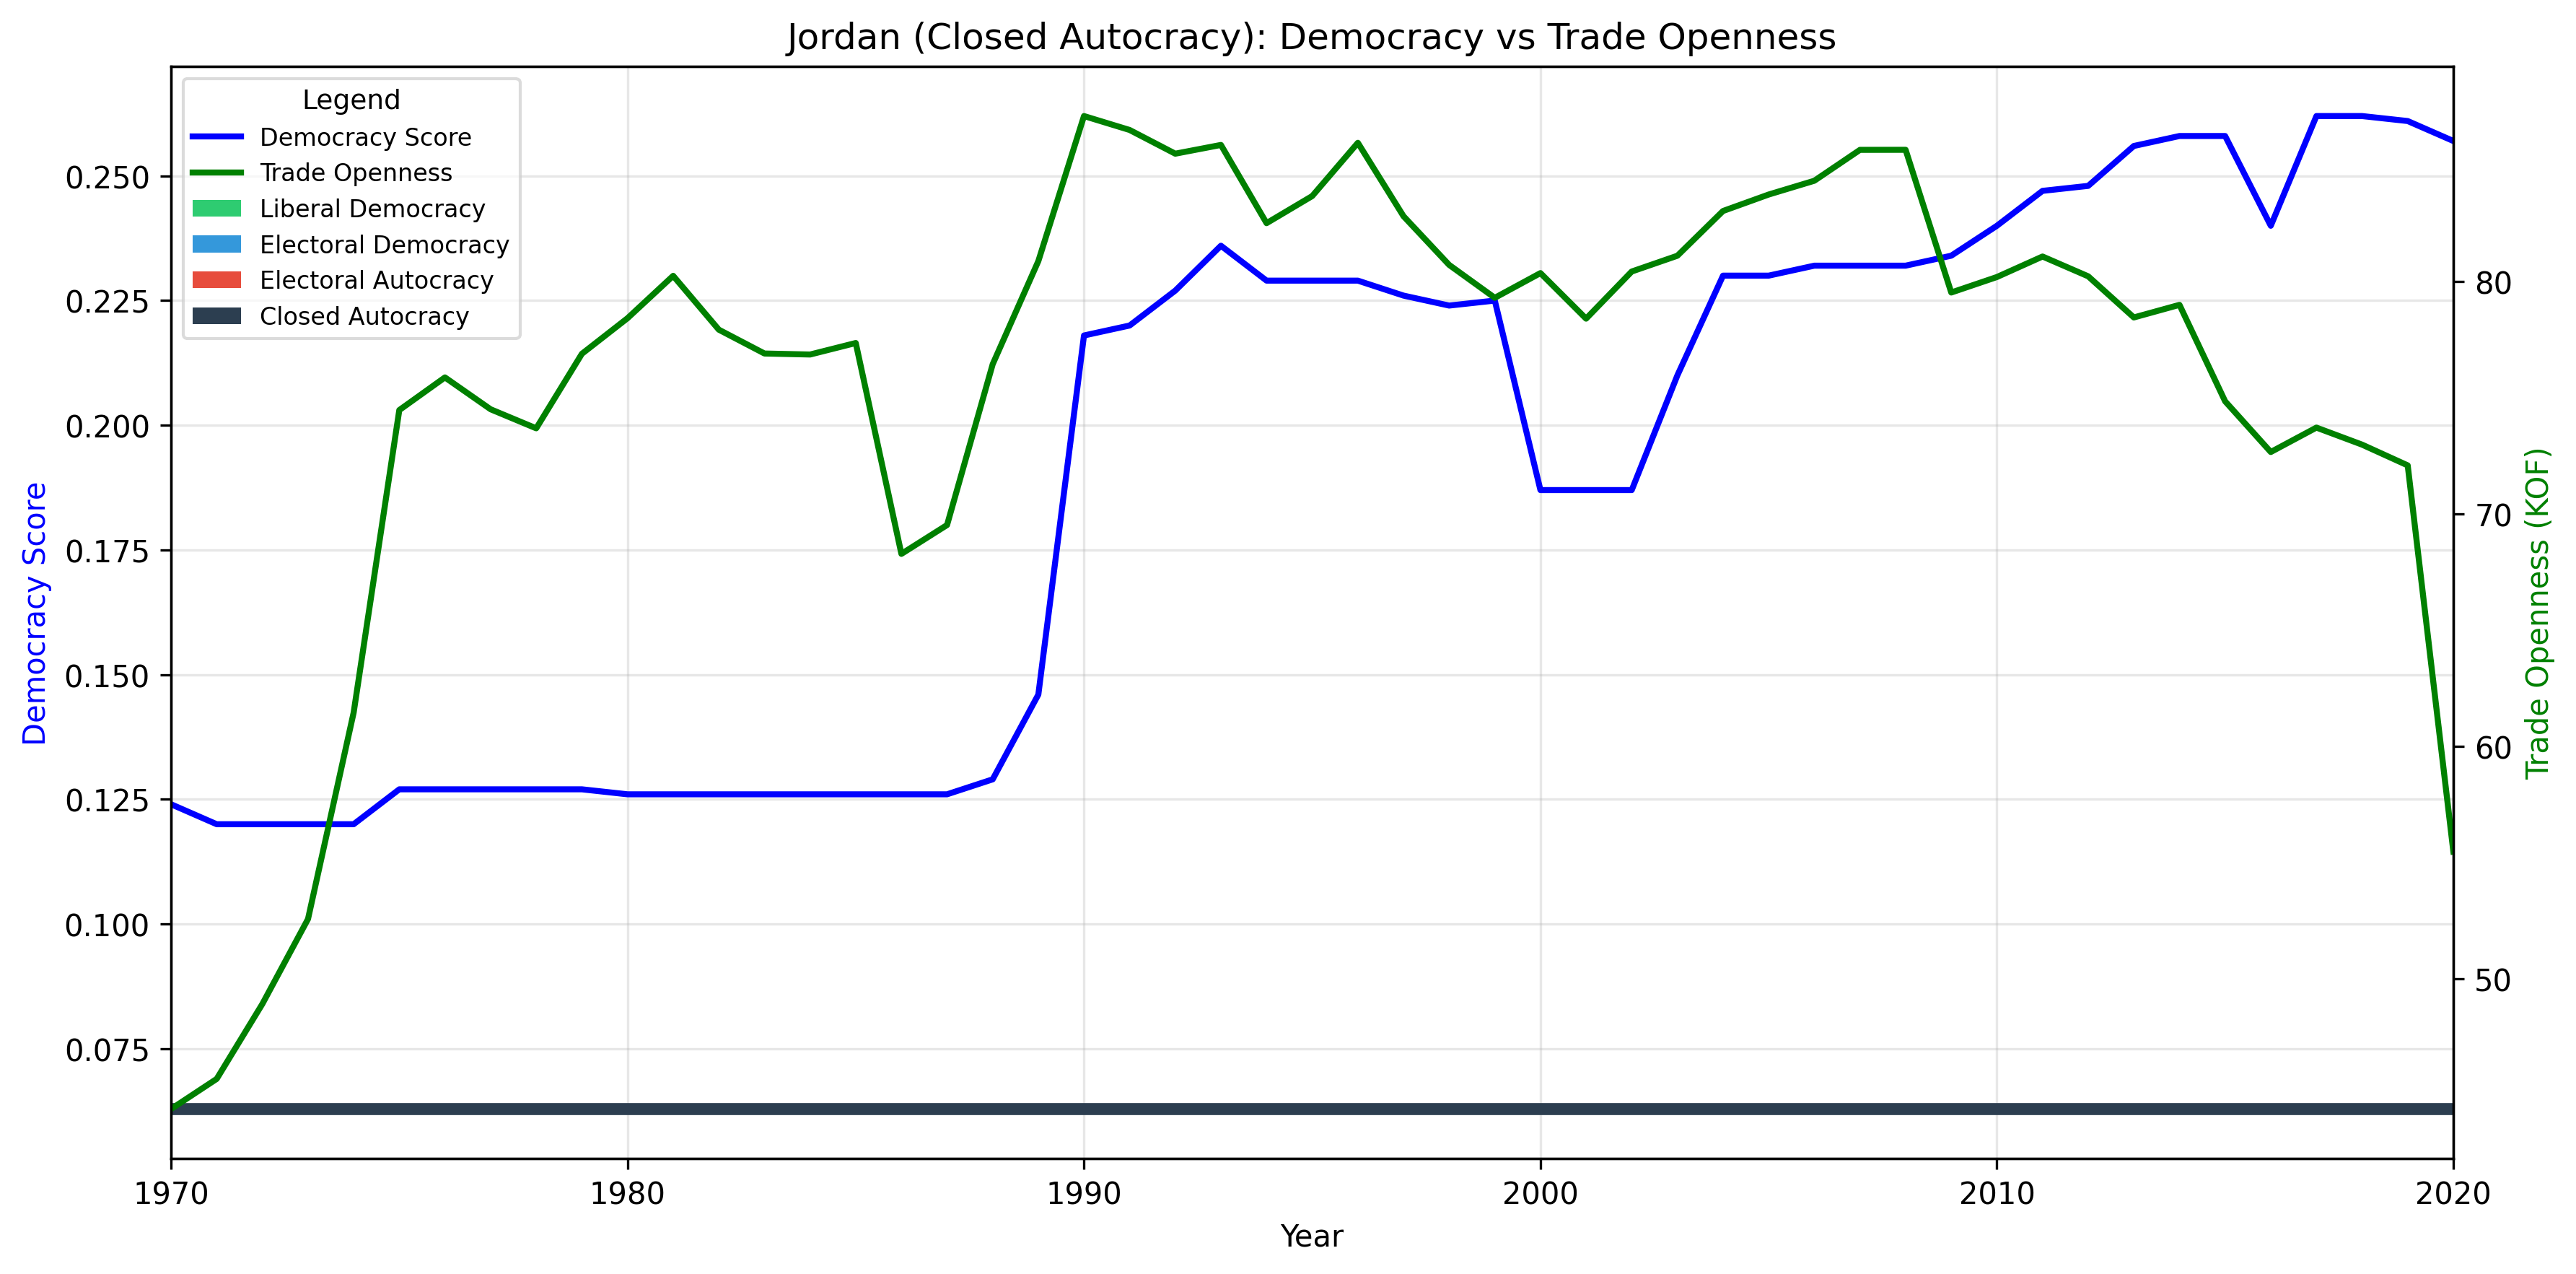 Jordan (Closed Autocracy): Democracy vs Trade Openness
Legend
Democracy Score
Trade Openness
Liberal Democracy
Electoral Democracy
Electoral Autocracy
Closed Autocracy
Democracy Score
0.250
0.225
0.200
0.175
0.150
0.125
0.100
0.075
80
70
60
50
Trade Openness (KOF)
1970
1980
1990
2000
2010
2020
Year